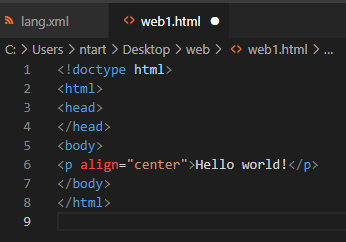 lang.xml web1.html
C: > Users > ntart > Desktop > web > web1.html > ...
1 <!doctype html>
2 <html>
3 <head>
4 </head>
5 <body>
6 <p align="center">Hello world!</p>
7 </body>
8 </html>
9